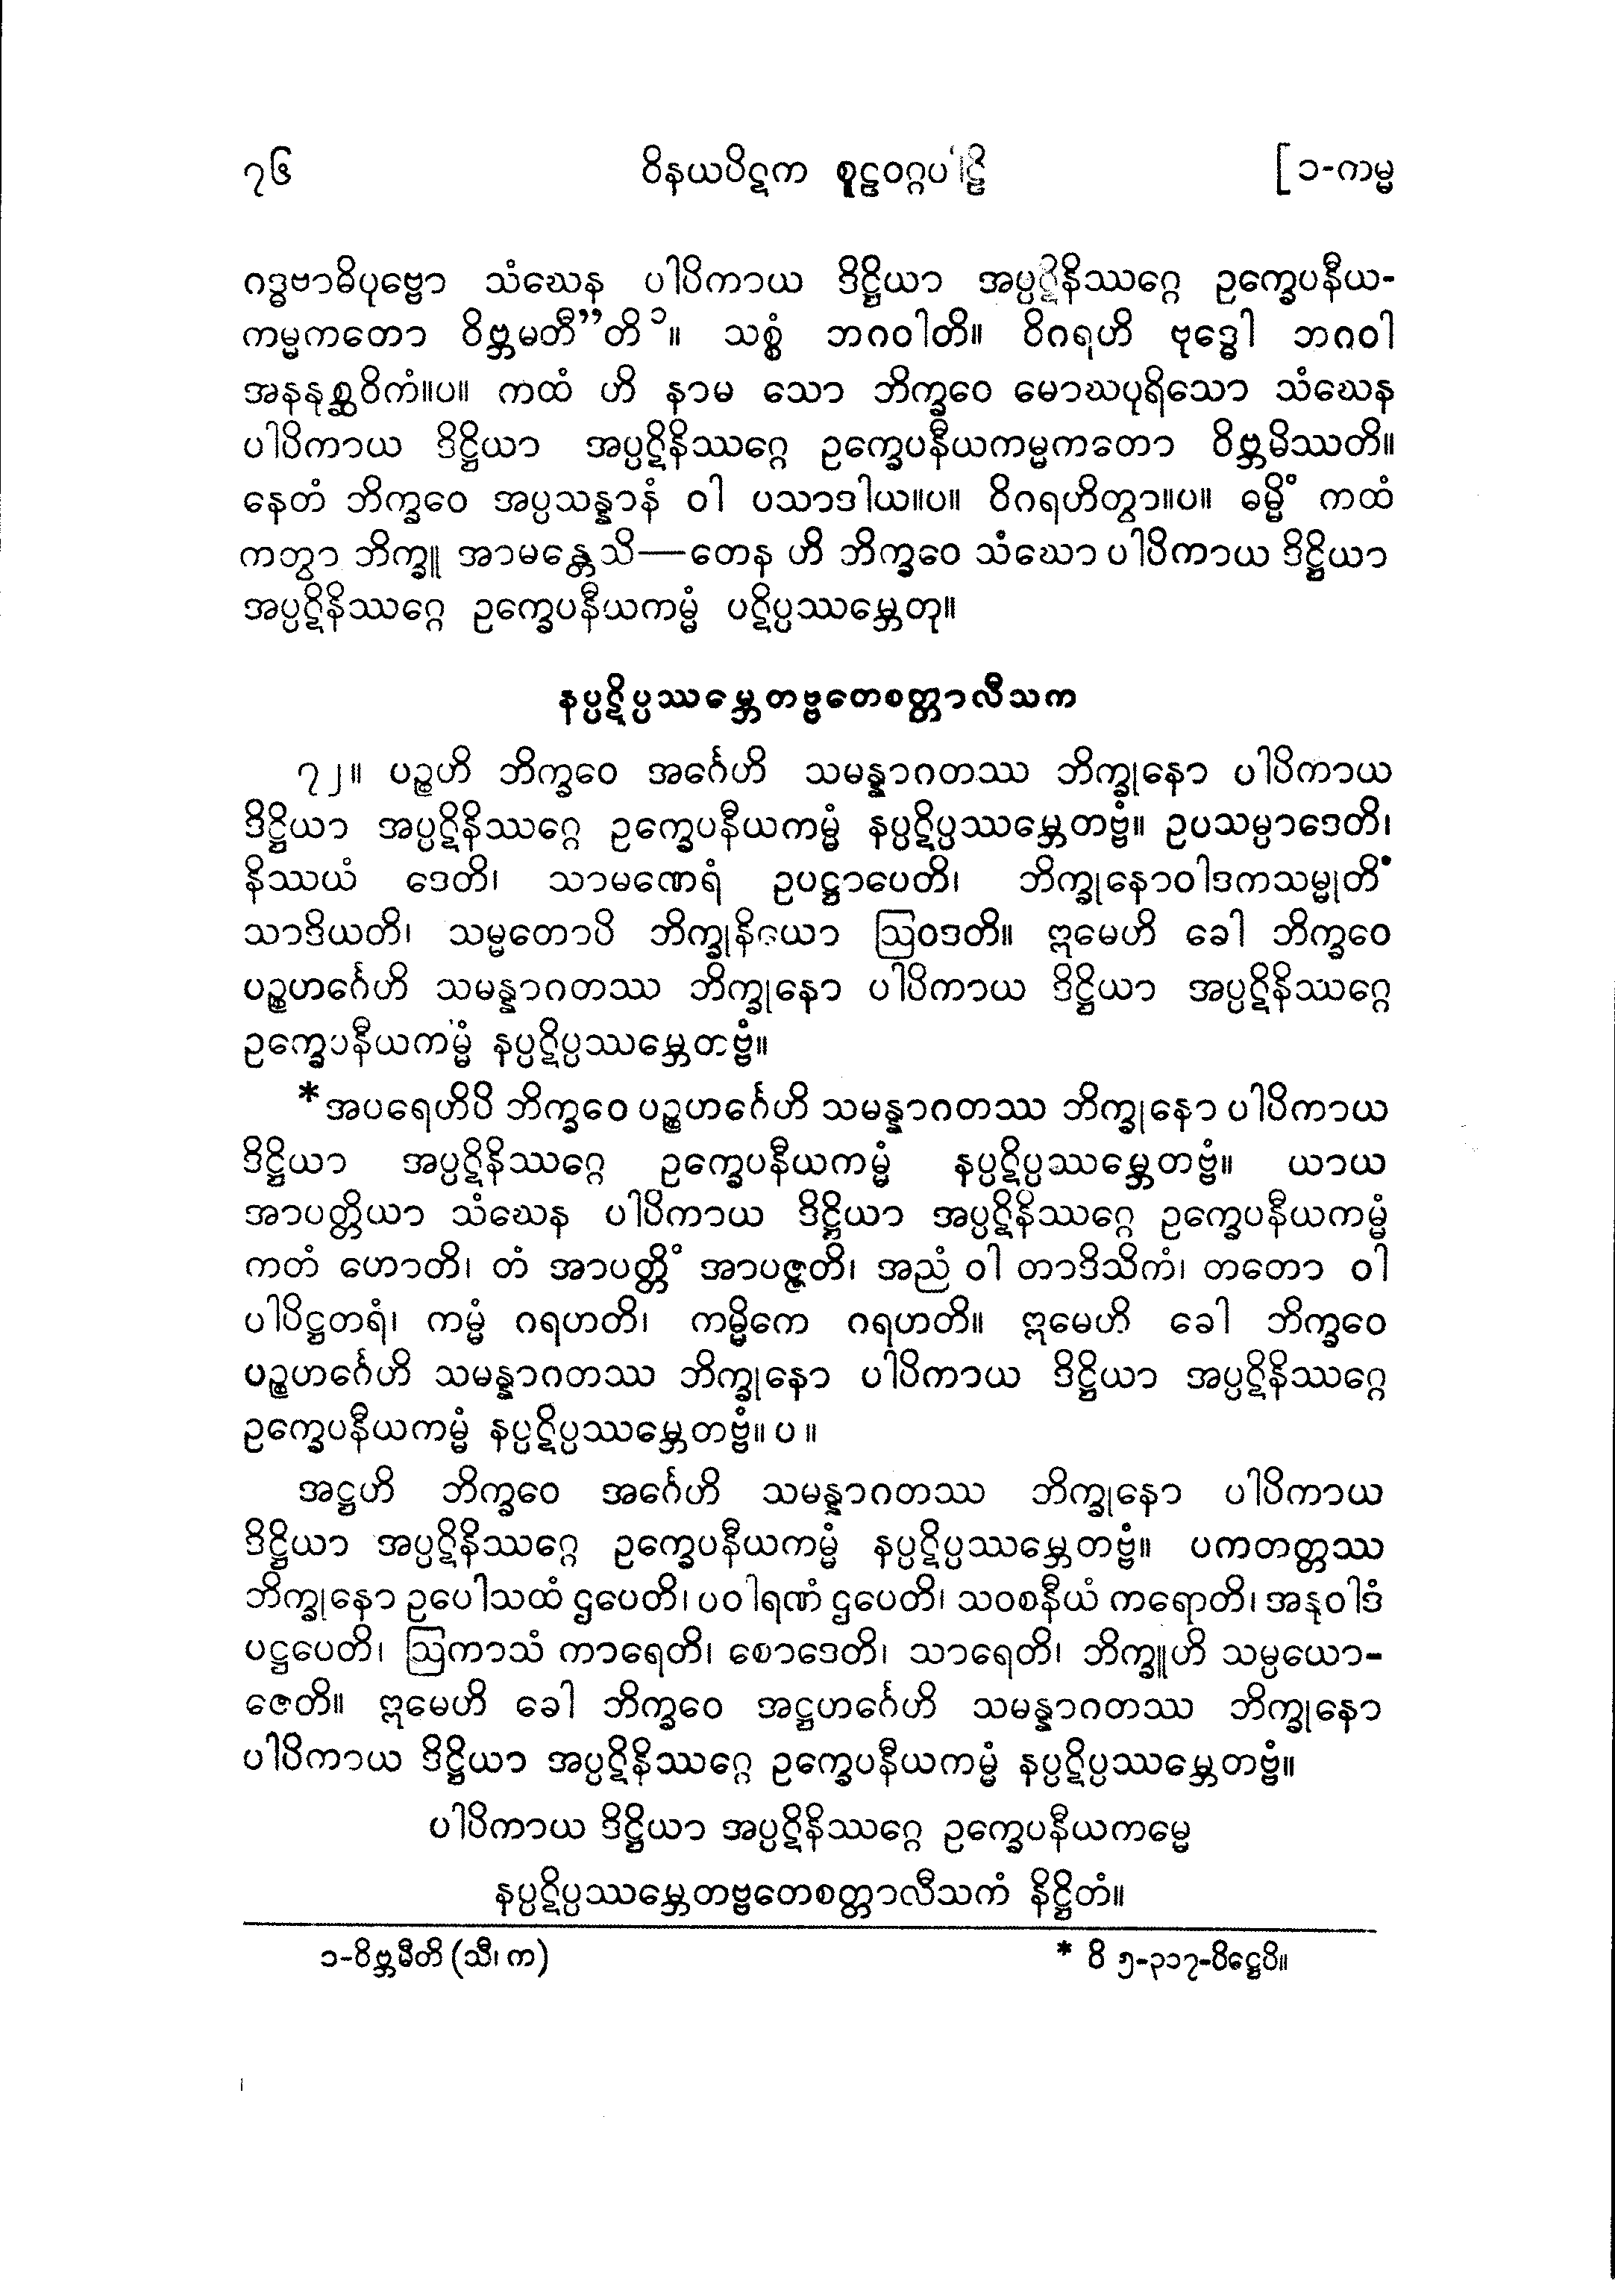 ၇၆ ဝိနယပိဋက စူဠဝဂ္ဂပါဠိ [၁-ကမ္မ
ဂဒ္ဓဗာဓိပုဗ္ဗော သံဃေန ပါပိကာယ ဒိဋ္ဌိယာ အပ္ပဋိနိဿဂ္ဂေ ဥက္ခေပနီယ-
ကမ္မကတော ဝိဗ္ဘမတီ”တိ ၁။ သစ္စံ ဘဂဝါတိ။ ဝိဂရဟိ ဗုဒ္ဓေါ ဘဂဝါ
အနနုစ္ဆဝိကံ။ပ။ ကထံ ဟိ နာမ သော ဘိက္ခဝေ မောဃပုရိသော သံဃေန
ပါပိကာယ ဒိဋ္ဌိယာ အပ္ပဋိနိဿဂ္ဂေ ဥက္ခေပနီယကမ္မကတော ဝိဗ္ဘမိဿတိ။
နေတံ ဘိက္ခဝေ အပ္ပသန္နာနံ ဝါ ပသာဒါယ။ပ။ ဝိဂရဟိတွာ။ပ။ ဓမ္မိံ ကထံ
ကတွာ ဘိက္ခူ အာမန္တေသိ—တေန ဟိ ဘိက္ခဝေ သံဃော ပါပိကာယ ဒိဋ္ဌိယာ
အပ္ပဋိနိဿဂ္ဂေ ဥက္ခေပနီယကမ္မံ ပဋိပ္ပဿမ္ဘေတု။
နပ္ပဋိပ္ပဿမ္ဘေတဗ္ဗတေစတ္တာလီသက
၇၂။ ပဉ္စဟိ ဘိက္ခဝေ အင်္ဂေဟိ သမန္နာဂတဿ ဘိက္ခုနော ပါပိကာယ
ဒိဋ္ဌိယာ အပ္ပဋိနိဿဂ္ဂေ ဥက္ခေပနီယကမ္မံ နပ္ပဋိပ္ပဿမ္ဘေတဗ္ဗံ။ ဥပသမ္ပာဒေတိ၊
နိဿယံ ဒေတိ၊ သာမဏေရံ ဥပဋ္ဌာပေတိ၊ ဘိက္ခုနောဝါဒကသမ္မုတိံ
သာဒိယတိ၊ သမ္မတောပိ ဘိက္ခုနိယော ဩဝဒတိ။ ဣမေဟိ ခေါ ဘိက္ခဝေ
ပဉ္စဟင်္ဂေဟိ သမန္နာဂတဿ ဘိက္ခုနော ပါပိကာယ ဒိဋ္ဌိယာ အပ္ပဋိနိဿဂ္ဂေ
ဥက္ခေပနီယကမ္မံ နပ္ပဋိပ္ပဿမ္ဘေတဗ္ဗံ။
* အပရေဟိပိ ဘိက္ခဝေ ပဉ္စဟင်္ဂေဟိ သမန္နာဂတဿ ဘိက္ခုနော ပါပိကာယ
ဒိဋ္ဌိယာ အပ္ပဋိနိဿဂ္ဂေ ဥက္ခေပနီယကမ္မံ နပ္ပဋိပ္ပဿမ္ဘေတဗ္ဗံ။ ယာယ
အာပတ္တိယာ သံဃေန ပါပိကာယ ဒိဋ္ဌိယာ အပ္ပဋိနိဿဂ္ဂေ ဥက္ခေပနီယကမ္မံ
ကတံ ဟောတိ၊ တံ အာပတ္တိံ အာပဇ္ဇတိ၊ အညံ ဝါ တာဒိသိကံ၊ တတော ဝါ
ပါပိဋ္ဌတရံ၊ ကမ္မံ ဂရဟတိ၊ ကမ္မိကေ ဂရဟတိ။ ဣမေဟိ ခေါ ဘိက္ခဝေ
ပဉ္စဟင်္ဂေဟိ သမန္နာဂတဿ ဘိက္ခုနော ပါပိကာယ ဒိဋ္ဌိယာ အပ္ပဋိနိဿဂ္ဂေ
ဥက္ခေပနီယကမ္မံ နပ္ပဋိပ္ပဿမ္ဘေတဗ္ဗံ။ ပ ။
အဋ္ဌဟိ ဘိက္ခဝေ အင်္ဂေဟိ သမန္နာဂတဿ ဘိက္ခုနော ပါပိကာယ
ဒိဋ္ဌိယာ အပ္ပဋိနိဿဂ္ဂေ ဥက္ခေပနီယကမ္မံ နပ္ပဋိပ္ပဿမ္ဘေတဗ္ဗံ။ ပကတတ္တဿ
ဘိက္ခုနော ဥပေါသထံ ဌပေတိ၊ ပဝါရဏံ ဌပေတိ၊ သဝစနီယံ ကရောတိ၊ အနုဝါဒံ
ပဋ္ဌပေတိ၊ ဩကာသံ ကာရေတိ၊ စောဒေတိ၊ သာရေတိ၊ ဘိက္ခူဟိ သမ္ပယော-
ဇေတိ။ ဣမေဟိ ခေါ ဘိက္ခဝေ အဋ္ဌဟင်္ဂေဟိ သမန္နာဂတဿ ဘိက္ခုနော
ပါပိကာယ ဒိဋ္ဌိယာ အပ္ပဋိနိဿဂ္ဂေ ဥက္ခေပနီယကမ္မံ နပ္ပဋိပ္ပဿမ္ဘေတဗ္ဗံ။
ပါပိကာယ ဒိဋ္ဌိယာ အပ္ပဋိနိဿဂ္ဂေ ဥက္ခေပနီယကမ္မေ
နပ္ပဋိပ္ပဿမ္ဘေတဗ္ဗတေစတ္တာလီသကံ နိဋ္ဌိတံ။
၁-ဝိဗ္ဘမီတိ (သီ၊ က) * ဝိ ၅-၃၁၇-ပိဋ္ဌေပိ။